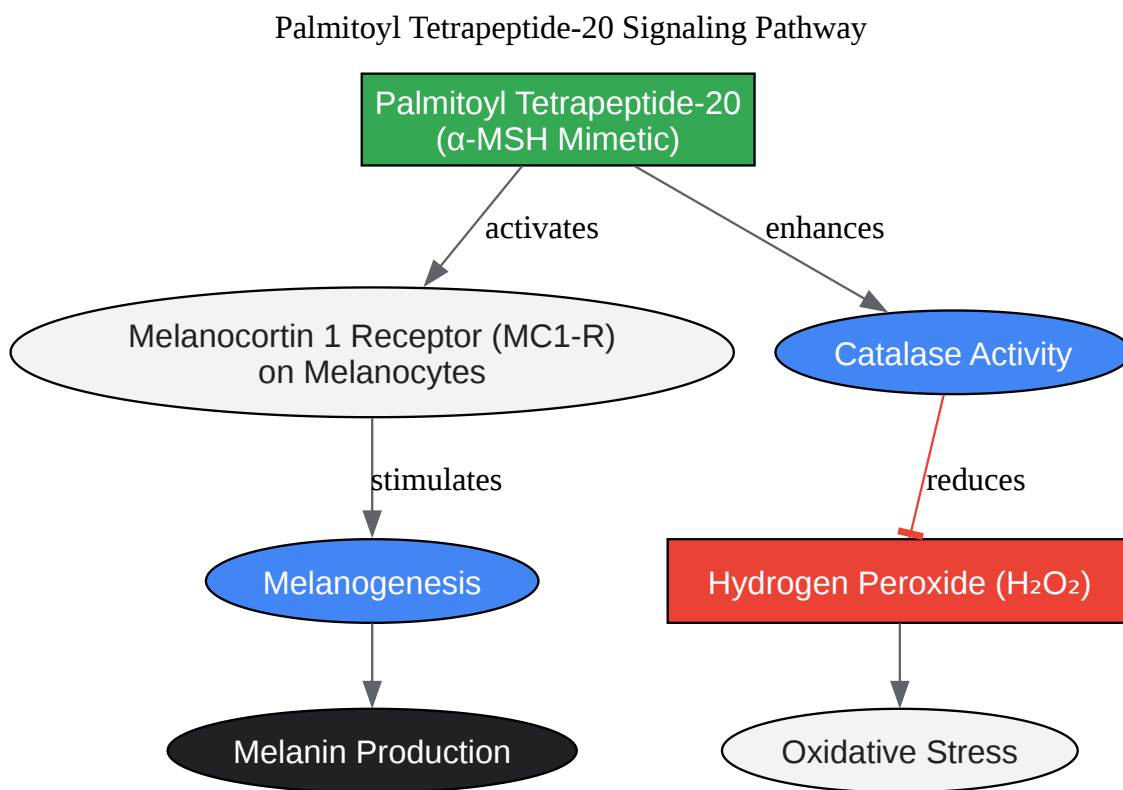 Palmitoyl Tetrapeptide-20 Signaling Pathway
Palmitoyl Tetrapeptide-20
(α-MSH Mimetic)
activates
enhances
Melanocortin 1 Receptor (MC1-R)
on Melanocytes
Catalase Activity
stimulates
reduces
Melanogenesis
Hydrogen Peroxide (H₂O₂)
Melanin Production
Oxidative Stress